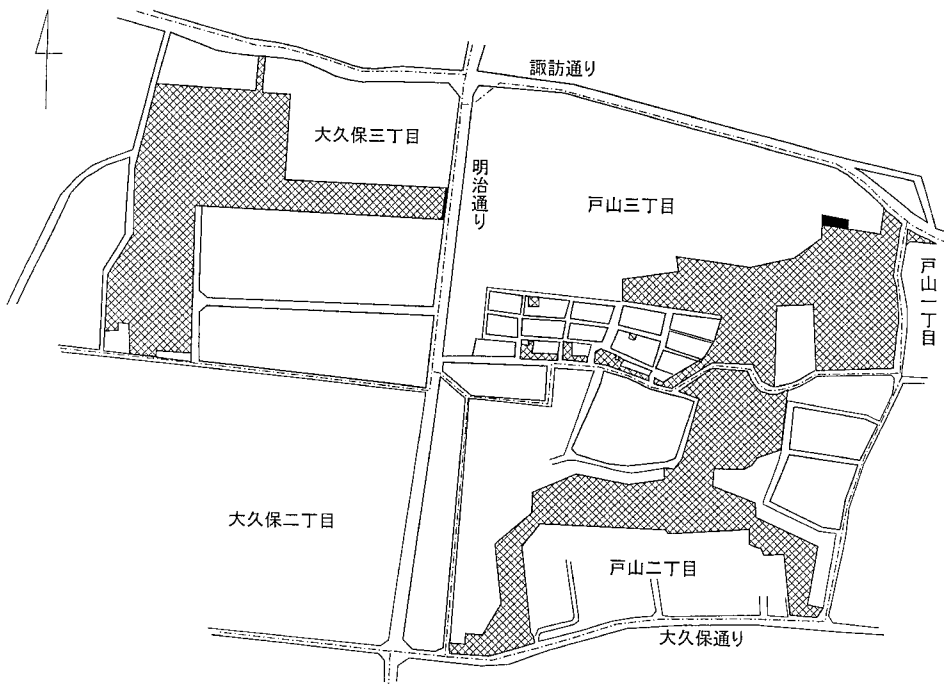 諏訪通り
大久保三丁目
明治通り
戸山三丁目
戸山一丁目
大久保二丁目
戸山二丁目
大久保通り